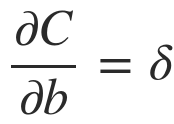 ∂C/∂b = δ